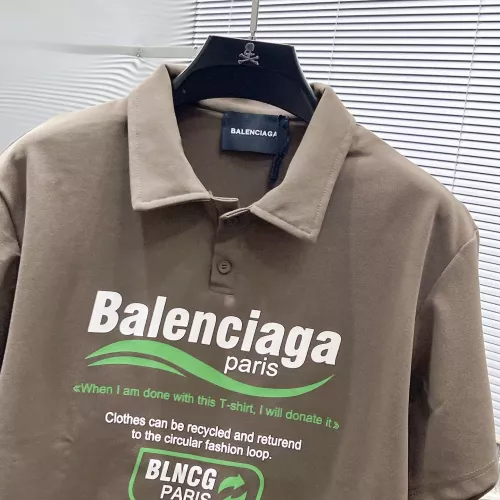 BALENCIAGA
Balenciaga
paris
«When I am done with this T-shirt, I will donate it»
Clothes can be recycled and returend
to the circular fashion loop.
BLNCG
PARIS